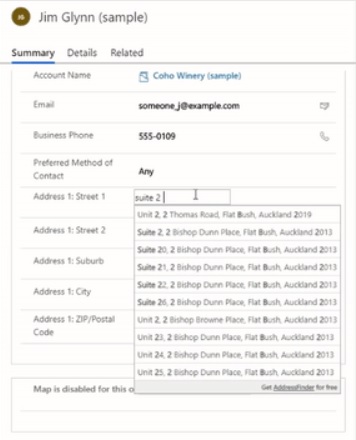 JG Jim Glynn (sample)
Summary Details Related
Account Name Coho Winery (sample)
Email someone_j@example.com
Business Phone 555-0109
Preferred Method of
Contact Any
Address 1: Street 1 suite 2
Unit 2, 2 Thomas Road, Flat Bush, Auckland 2019
Address 1: Street 2 Suite 2, 2 Bishop Dunn Place, Flat Bush, Auckland 2013
Suite 20, 2 Bishop Dunn Place, Flat Bush, Auckland 2013
Address 1: Suburb Suite 21, 2 Bishop Dunn Place, Flat Bush, Auckland 2013
Suite 22, 2 Bishop Dunn Place, Flat Bush, Auckland 2013
Address 1: City Suite 26, 2 Bishop Dunn Place, Flat Bush, Auckland 2013
Address 1: ZIP/Postal Unit 2, 2 Bishop Browne Place, Flat Bush, Auckland 2013
Code Unit 23, 2 Bishop Dunn Place, Flat Bush, Auckland 2013
Unit 24, 2 Bishop Dunn Place, Flat Bush, Auckland 2013
Unit 25, 2 Bishop Dunn Place, Flat Bush, Auckland 2013
Map is disabled for this o Get AddressFinder for free